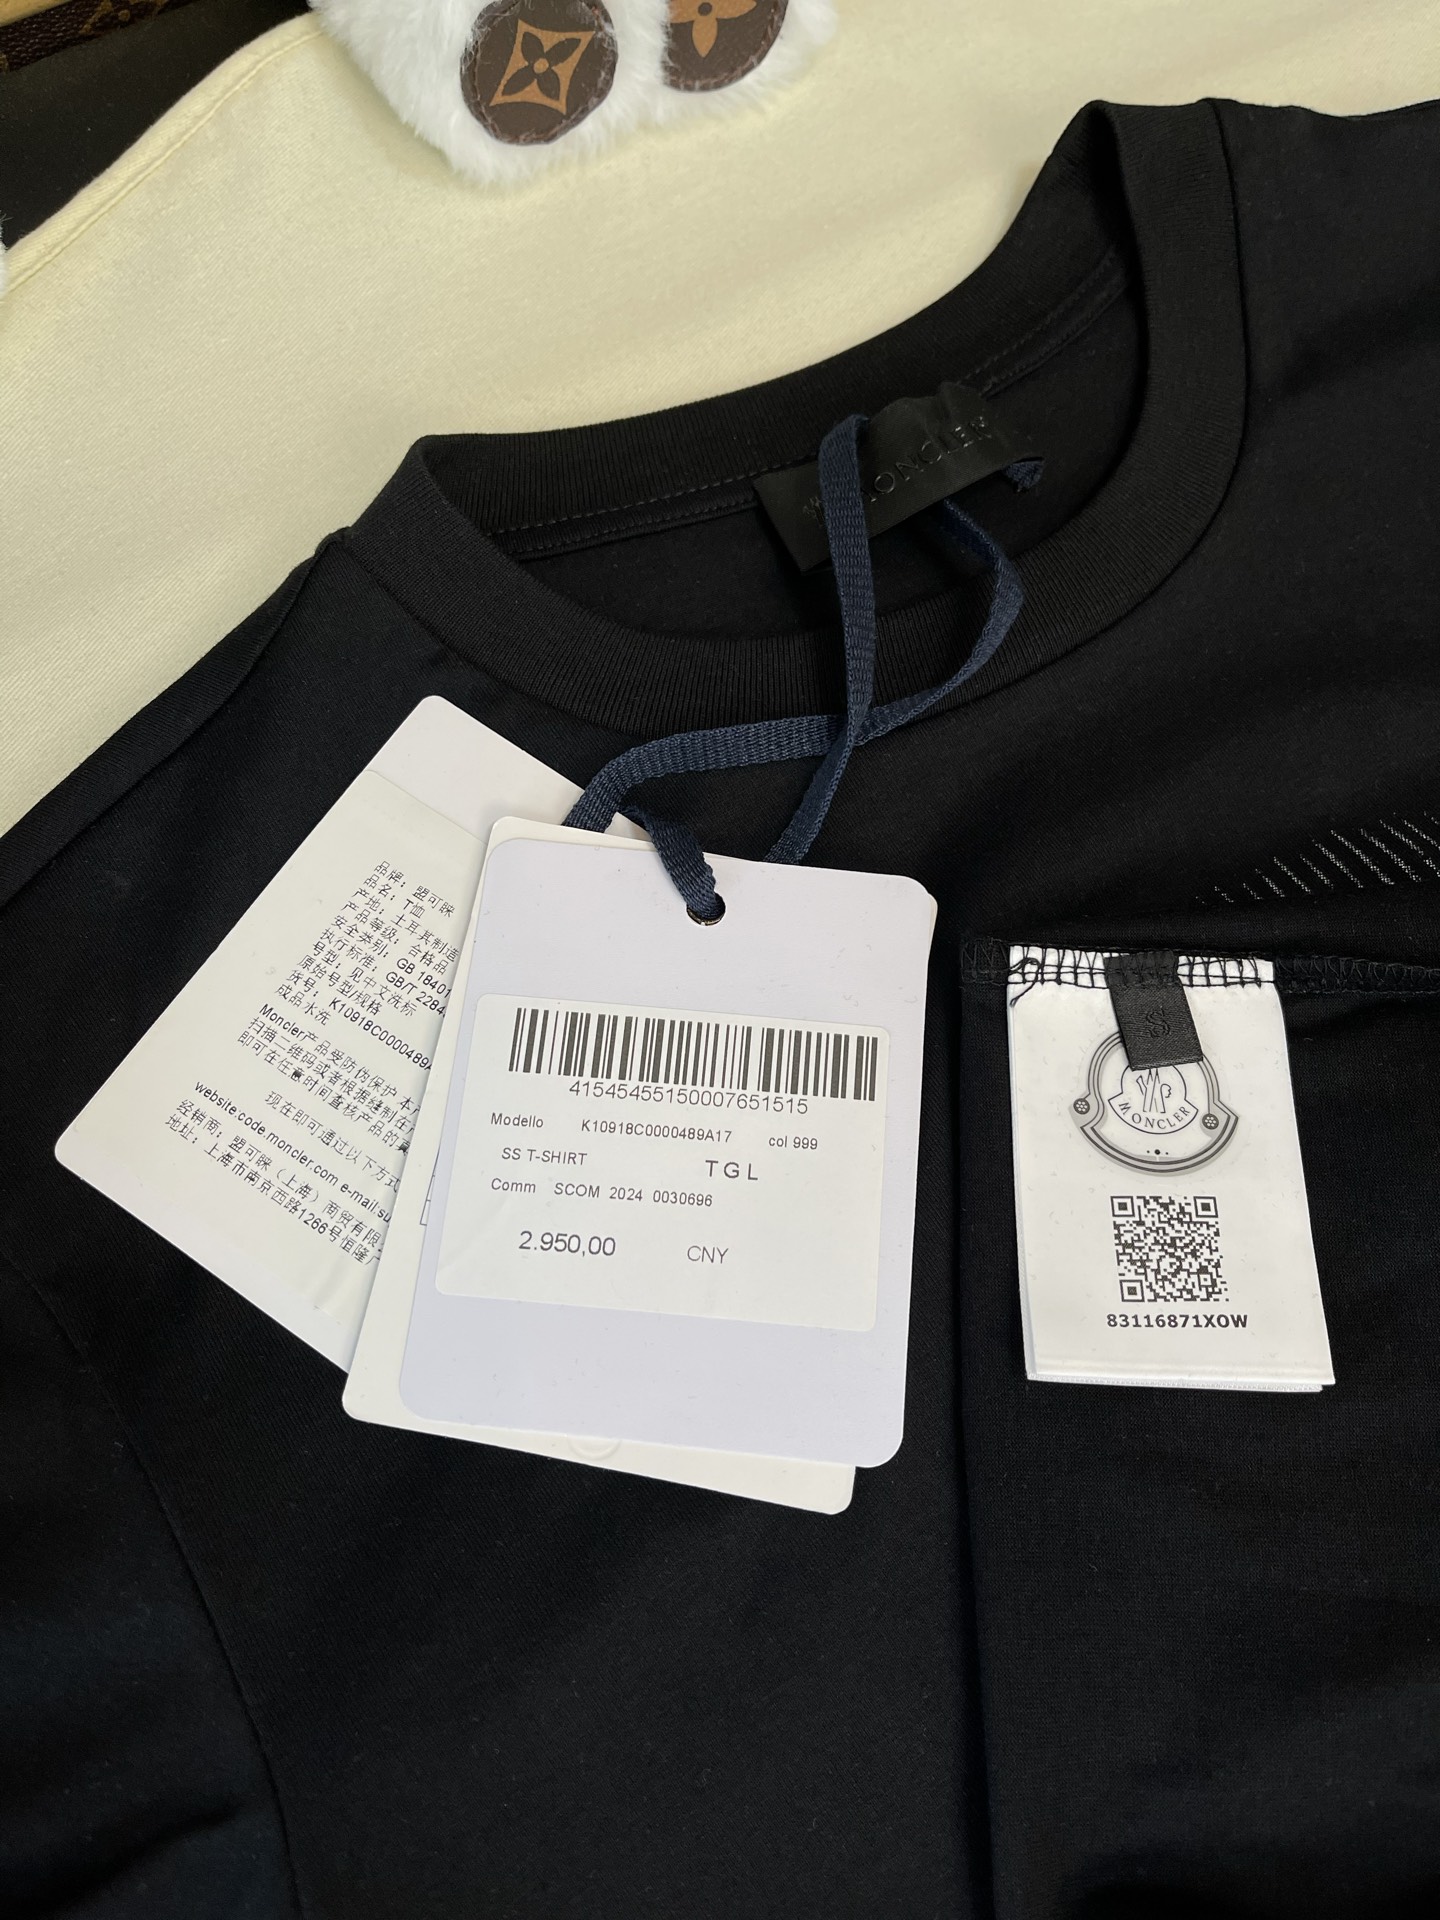 MONCLER
品牌：盟可睐
品名：T恤
产地：土耳其制造
产品等级：合格品
安全类别：GB 18401
执行标准：GB/T 2284
号型：见中文洗标
原始号型/规格
货号：K10918C0000489A
成品水洗
Moncler产品受防伪保护 本产
扫描二维码或者根据缝制在
即可在任意时间查核产品的真
现在即可通过以下方式
website.code.moncler.com e-mail.su
经销商：盟可睐（上海）商贸有限
地址：上海市南京西路1266号恒隆广
41545455150007651515
Modello K10918C0000489A17 col 999
SS T-SHIRT TGL
Comm SCOM 2024 0030696
2.950,00 CNY
S
MONCLER
83116871XOW